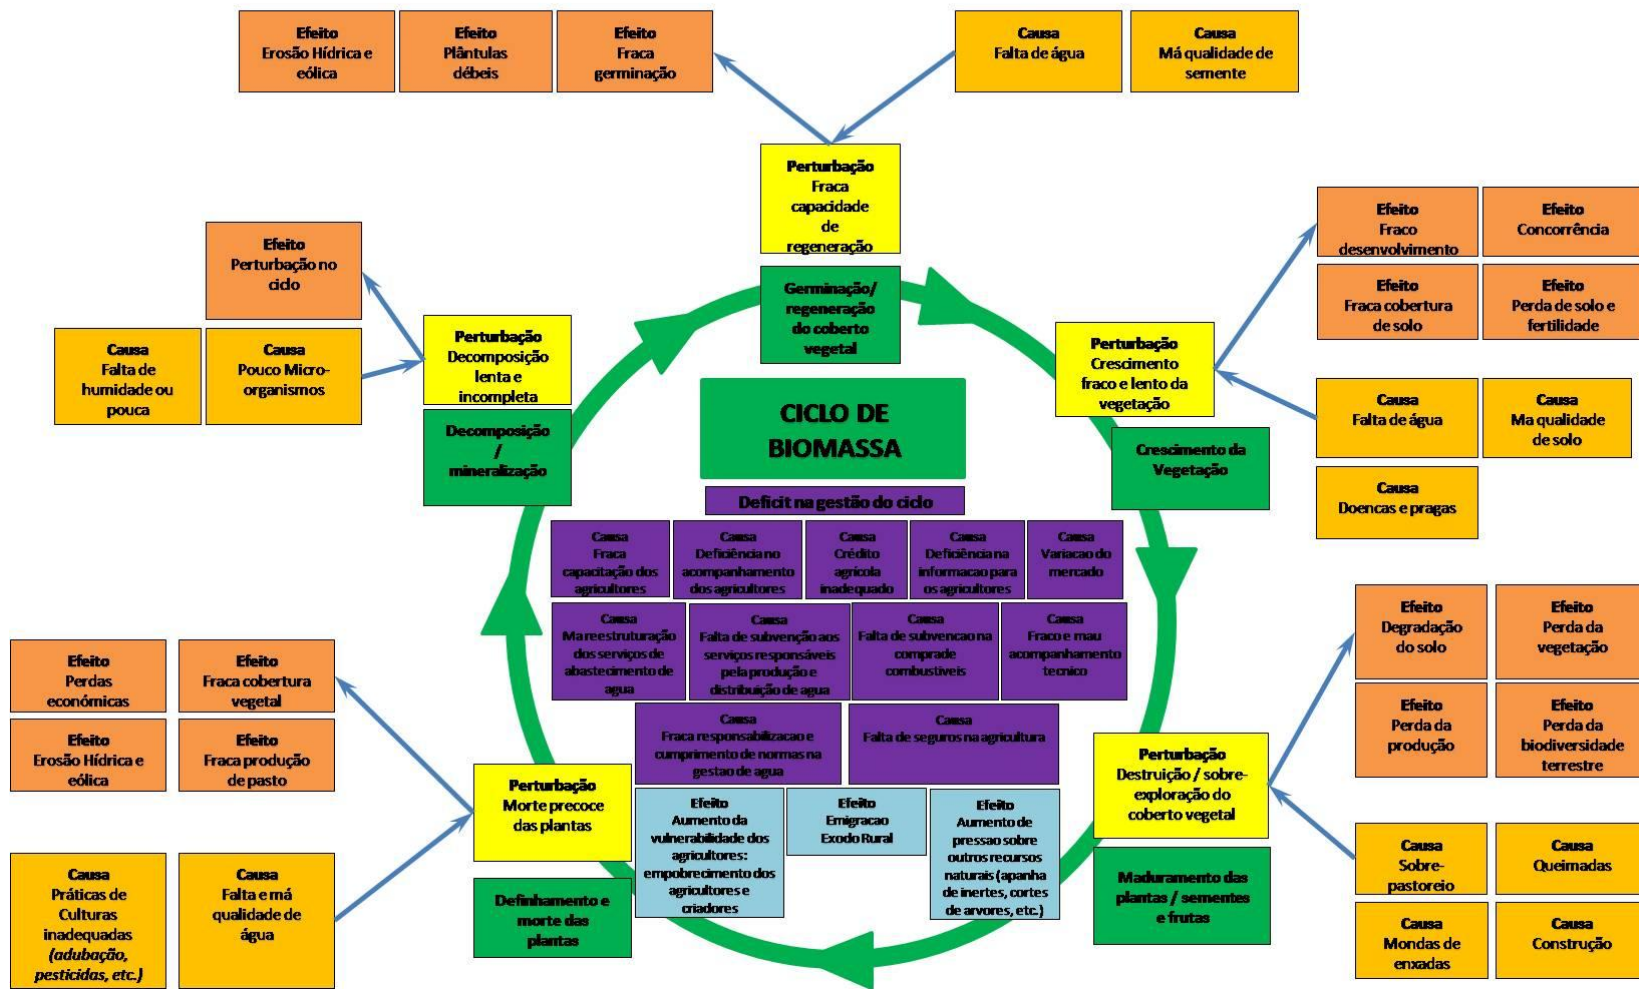 Efeito
Erosão Hídrica e
eólica
Efeito
Plântulas
débeis
Efeito
Fraca
germinação
Causa
Falta de água
Causa
Má qualidade de
semente
Perturbação
Fraca
capacidade
de
regeneração
Germinação/
regeneração
do coberto
vegetal
Efeito
Fraco
desenvolvimento
Efeito
Concorrência
Efeito
Fraca cobertura
de solo
Efeito
Perda de solo e
fertilidade
Perturbação
Crescimento
fraco e lento da
vegetação
Causa
Falta de água
Causa
Ma qualidade
de solo
Causa
Doencas e pragas
Crescimento da
Vegetação
Efeito
Perturbação no
ciclo
Causa
Falta de
humidade ou
pouca
Causa
Pouco Micro-
organismos
Perturbação
Decomposição
lenta e
incompleta
Decomposição
/
mineralização
CICLO DE
BIOMASSA
Deficit na gestão do ciclo
Causa
Fraca
capacitação dos
agricultores
Causa
Deficiência no
acompanhamento
dos agricultores
Causa
Crédito
agrícola
inadequado
Causa
Deficiência na
informacao para
os agricultores
Causa
Variacao do
mercado
Causa
Ma reestruturação
dos serviços de
abastecimento de
agua
Causa
Falta de subvenção aos
serviços responsáveis
pela produção e
distribuição de agua
Causa
Falta de subvencao na
comprade
combustiveis
Causa
Fraco e mau
acompanhamento
tecnico
Causa
Fraca responsabilizacao e
cumprimento de normas na
gestao de agua
Causa
Falta de seguros na agricultura
Efeito
Aumento da
vulnerabilidade dos
agricultores:
empobrecimento dos
agricultores e
criadores
Efeito
Emigracao
Exodo Rural
Efeito
Aumento de
pressao sobre
outros recursos
naturais (apanha
de inertes, cortes
de arvores, etc.)
Efeito
Degradação
do solo
Efeito
Perda da
vegetação
Efeito
Perda da
produção
Efeito
Perda da
biodiversidade
terrestre
Perturbação
Destruição / sobre-
exploração do
coberto vegetal
Maduramento das
plantas / sementes
e frutas
Causa
Sobre-
pastoreio
Causa
Queimadas
Causa
Mondas de
enxadas
Causa
Construção
Efeito
Perdas
económicas
Efeito
Fraca cobertura
vegetal
Efeito
Erosão Hídrica e
eólica
Efeito
Fraca produção
de pasto
Perturbação
Morte precoce
das plantas
Definhamento e
morte das
plantas
Causa
Práticas de
Culturas
inadequadas
(adubação,
pesticidas, etc.)
Causa
Falta e má
qualidade de
água